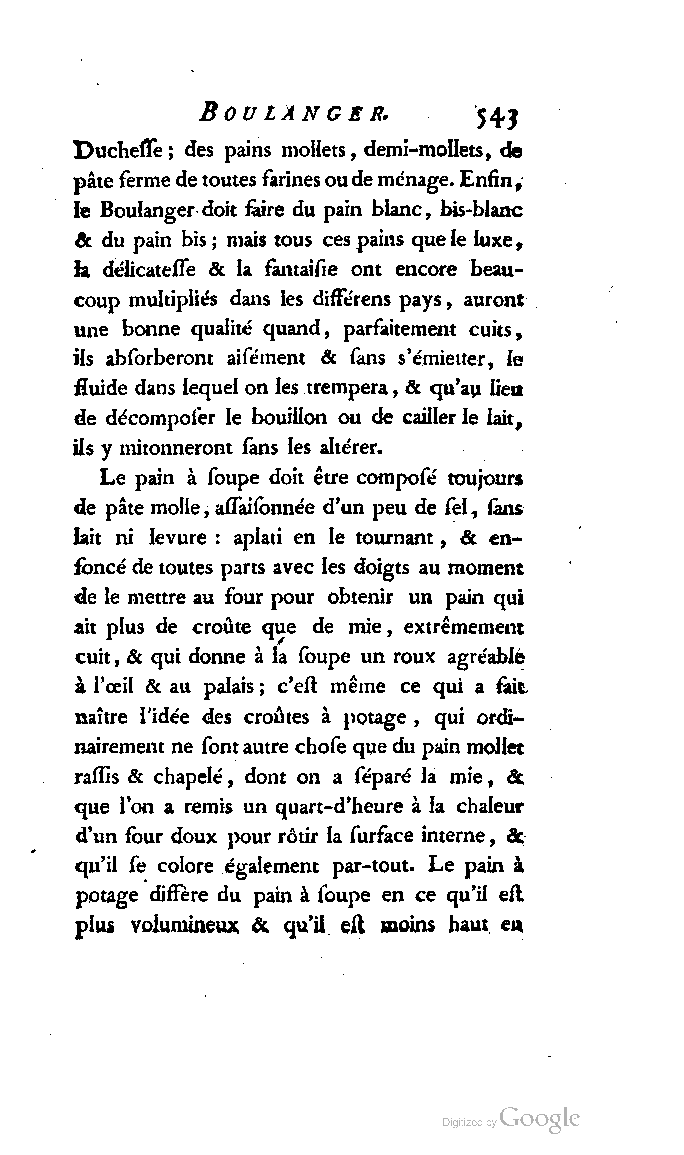 BOULANGER. 543
Ducheſſe ; des pains mollets, demi-mollets, de
pâte ferme de toutes farines ou de ménage. Enfin,
le Boulanger doit faire du pain blanc, bis-blanc
& du pain bis ; mais tous ces pains que le luxe,
la délicateſſe & la fantaiſie ont encore beau-
coup multipliés dans les différens pays, auront
une bonne qualité quand, parfaitement cuits,
ils abſorberont aiſément & ſans s'émietter, le
fluide dans lequel on les trempera, & qu'au lieu
de décompoſer le bouillon ou de cailler le lait,
ils y mitonneront ſans les altérer.
Le pain à ſoupe doit être compoſé toujours
de pâte molle, aſſaiſonnée d'un peu de ſel, ſans
lait ni levure : aplati en le tournant, & en-
foncé de toutes parts avec les doigts au moment
de le mettre au four pour obtenir un pain qui
ait plus de croûte que de mie, extrêmement
cuit, & qui donne à la ſoupe un roux agréable
à l'œil & au palais ; c'eſt même ce qui a fait
naître l'idée des croûtes à potage, qui ordi-
nairement ne ſont autre choſe que du pain mollet
raſſis & chapelé, dont on a ſéparé la mie, &
que l'on a remis un quart-d'heure à la chaleur
d'un four doux pour rôtir la ſurface interne, &
qu'il ſe colore également par-tout. Le pain à
potage diffère du pain à ſoupe en ce qu'il eſt
plus volumineux & qu'il eſt moins haut en
Digitized by Google